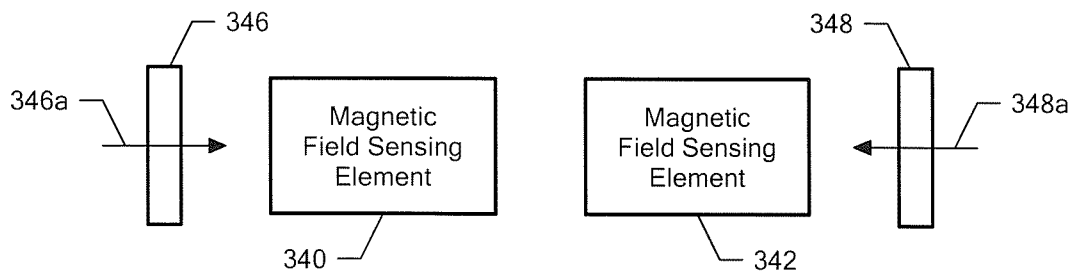 346
348
346a
348a
Magnetic
Field Sensing
Element
Magnetic
Field Sensing
Element
340
342